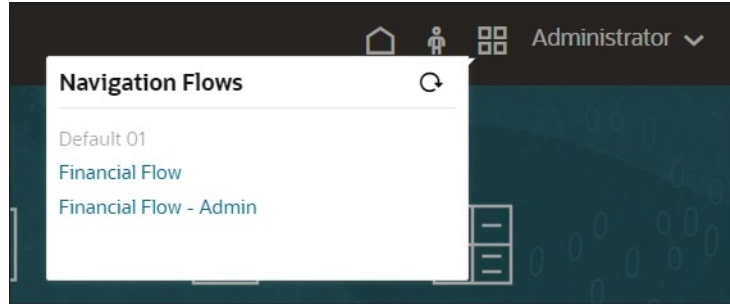 Administrator
Navigation Flows
Default 01
Financial Flow
Financial Flow - Admin